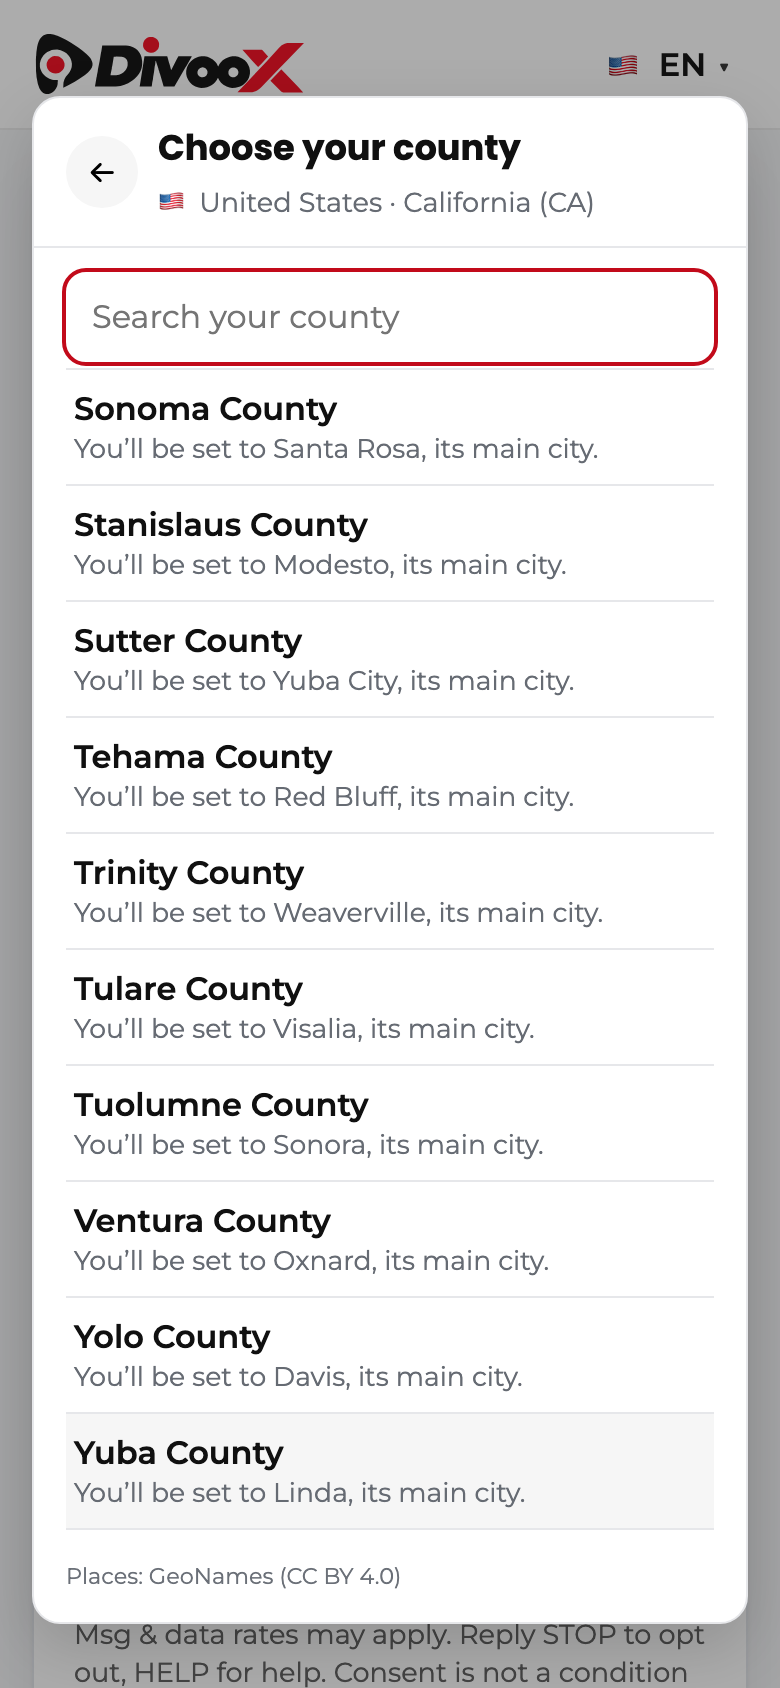 DivooX
EN ▾
Choose your county
United States · California (CA)
Search your county
Sonoma County
You’ll be set to Santa Rosa, its main city.
Stanislaus County
You’ll be set to Modesto, its main city.
Sutter County
You’ll be set to Yuba City, its main city.
Tehama County
You’ll be set to Red Bluff, its main city.
Trinity County
You’ll be set to Weaverville, its main city.
Tulare County
You’ll be set to Visalia, its main city.
Tuolumne County
You’ll be set to Sonora, its main city.
Ventura County
You’ll be set to Oxnard, its main city.
Yolo County
You’ll be set to Davis, its main city.
Yuba County
You’ll be set to Linda, its main city.
Places: GeoNames (CC BY 4.0)
Msg & data rates may apply. Reply STOP to opt
out, HELP for help. Consent is not a condition